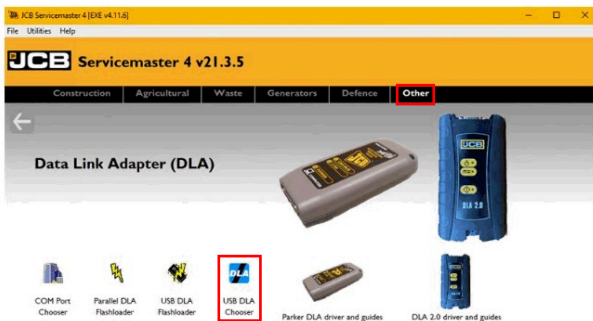 JCB Servicemaster 4 [EXE v4.11.6]
File Utilities Help
JCB Servicemaster 4 v21.3.5
Construction Agricultural Waste Generators Defence Other
Data Link Adapter (DLA)
JCB
DLA 2.0
DLA
COM Port
Chooser
Parallel DLA
Flashloader
USB DLA
Flashloader
USB DLA
Chooser
Parker DLA driver and guides
DLA 2.0 driver and guides